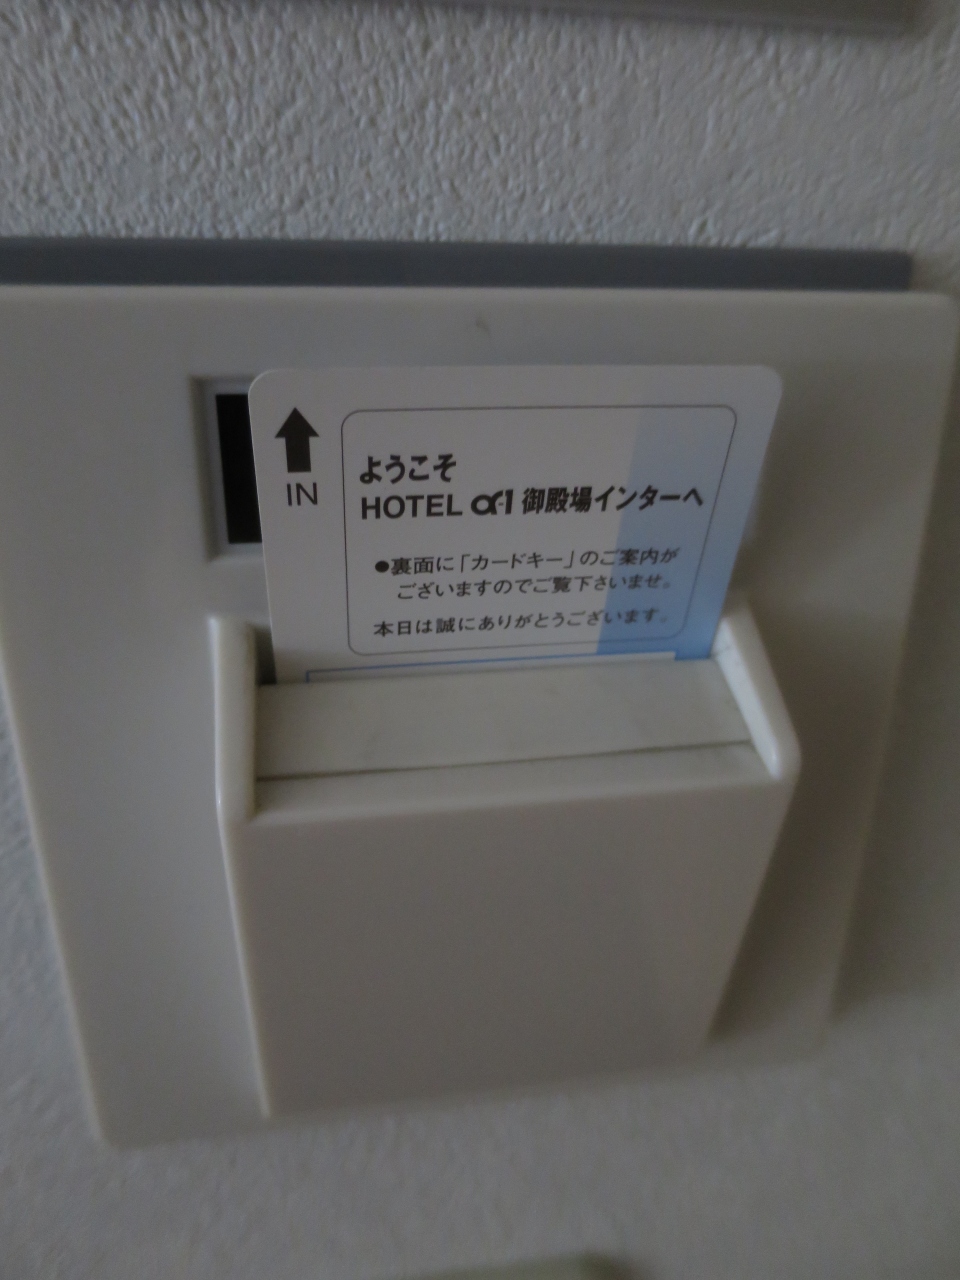 IN
ようこそ
HOTEL α-1 御殿場インターへ
●裏面に「カードキー」のご案内が
ございますのでご覧下さいませ。
本日は誠にありがとうございます。